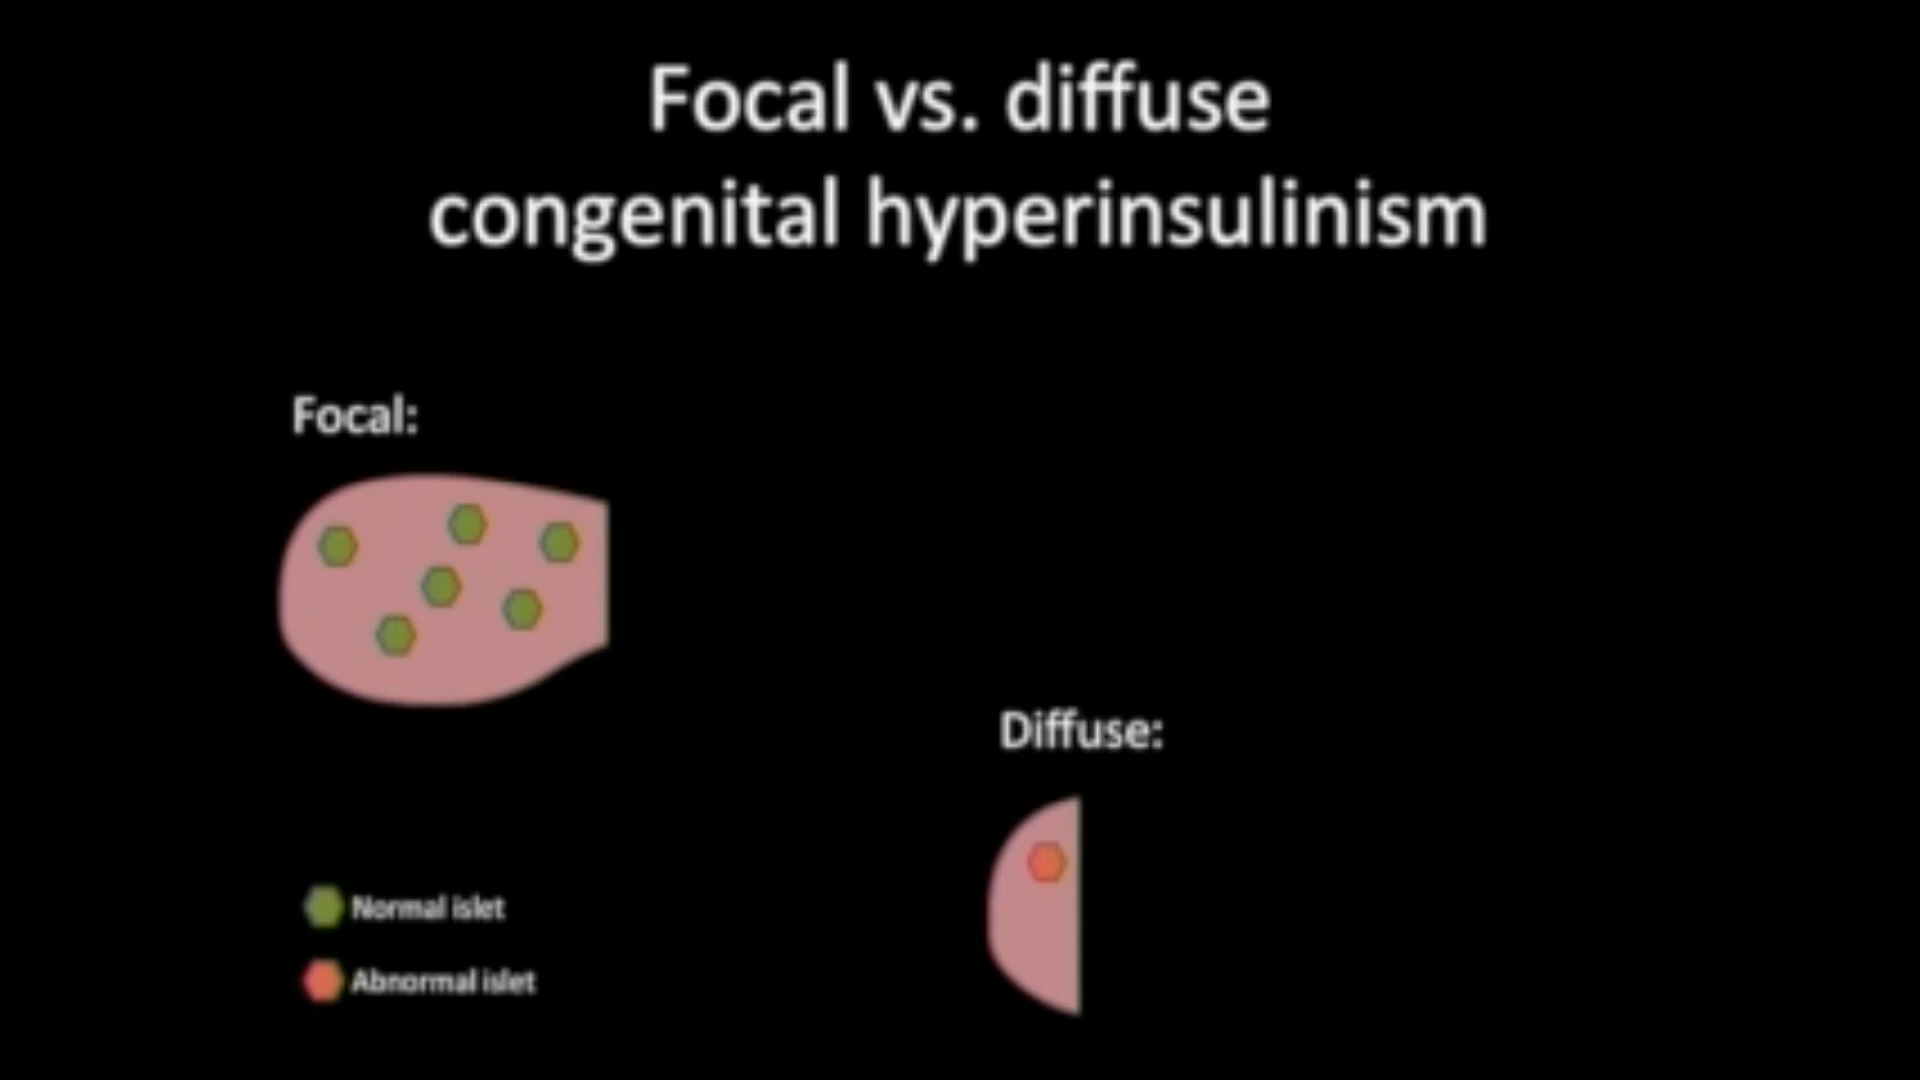 Focal vs. diffuse
congenital hyperinsulinism
Focal:
Diffuse:
Normal islet
Abnormal islet